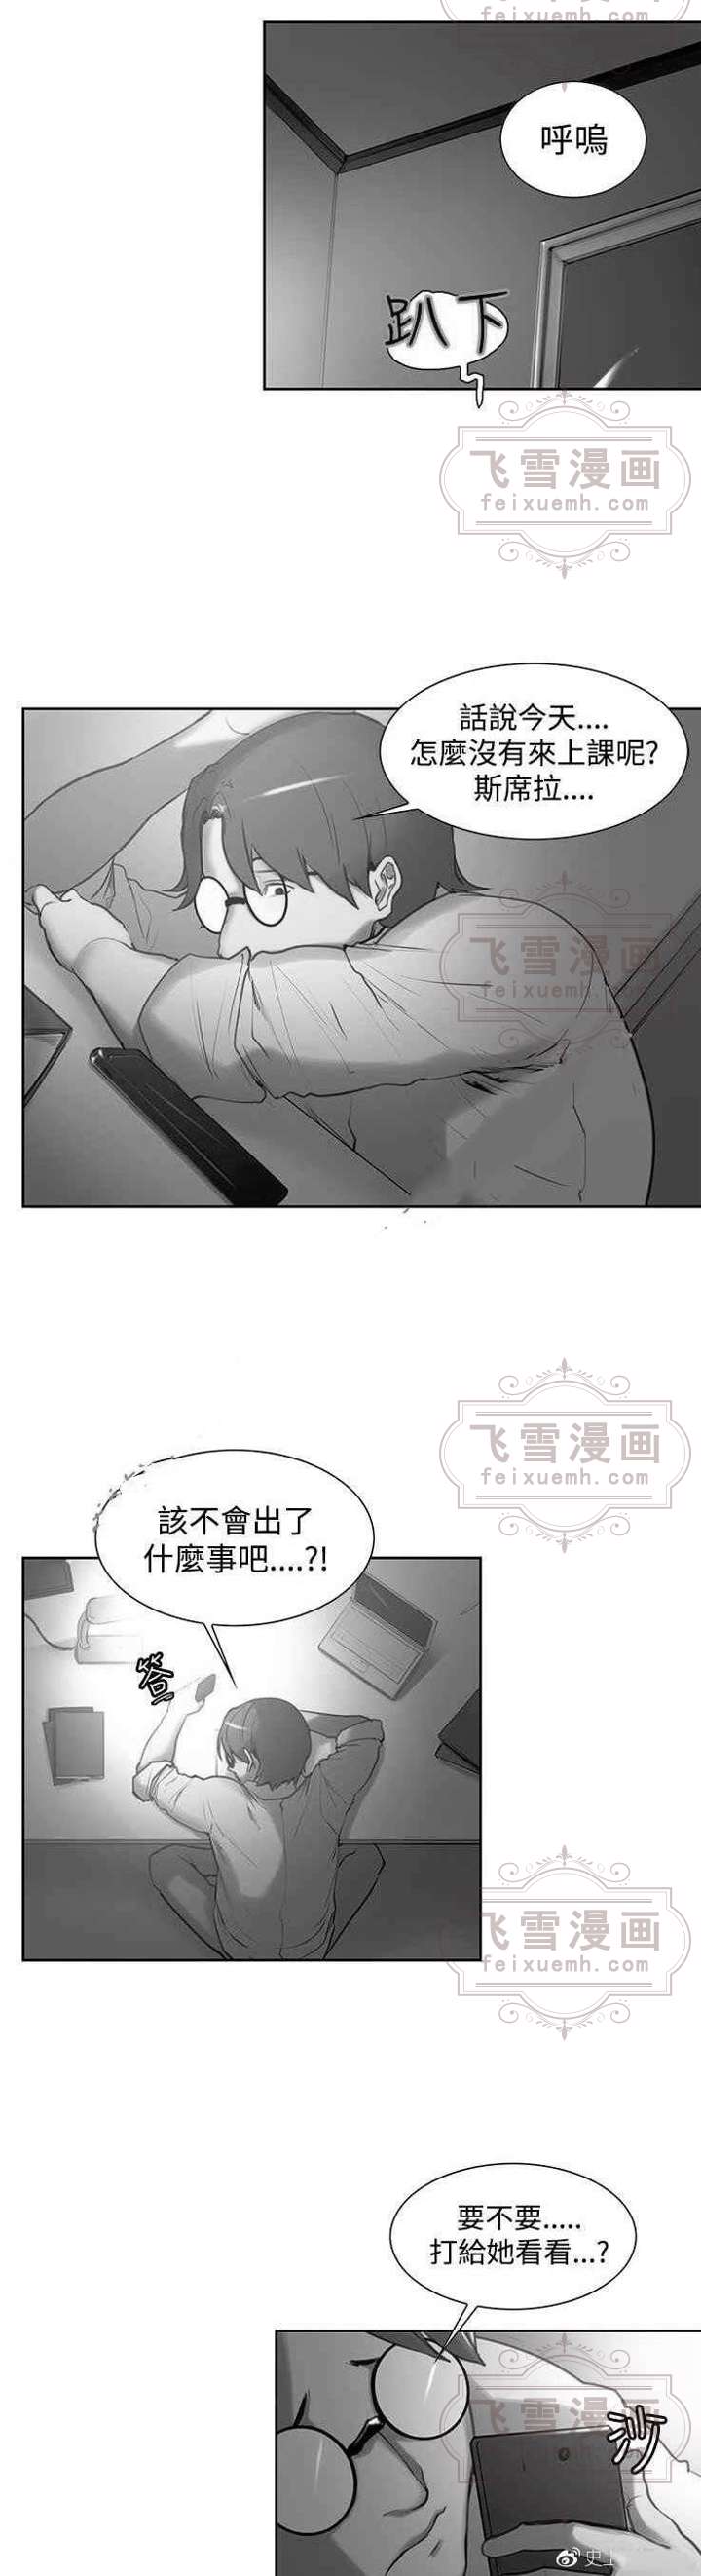 飞雪漫画
feixuemh.com
呼嗚
趴下
飞雪漫画
feixuemh.com
話說今天....
怎麼沒有來上課呢?
斯席拉....
飞雪漫画
feixuemh.com
飞雪漫画
feixuemh.com
該不會出了
什麼事吧....?!
答
飞雪漫画
feixuemh.com
要不要.....
打給她看看...?
沙